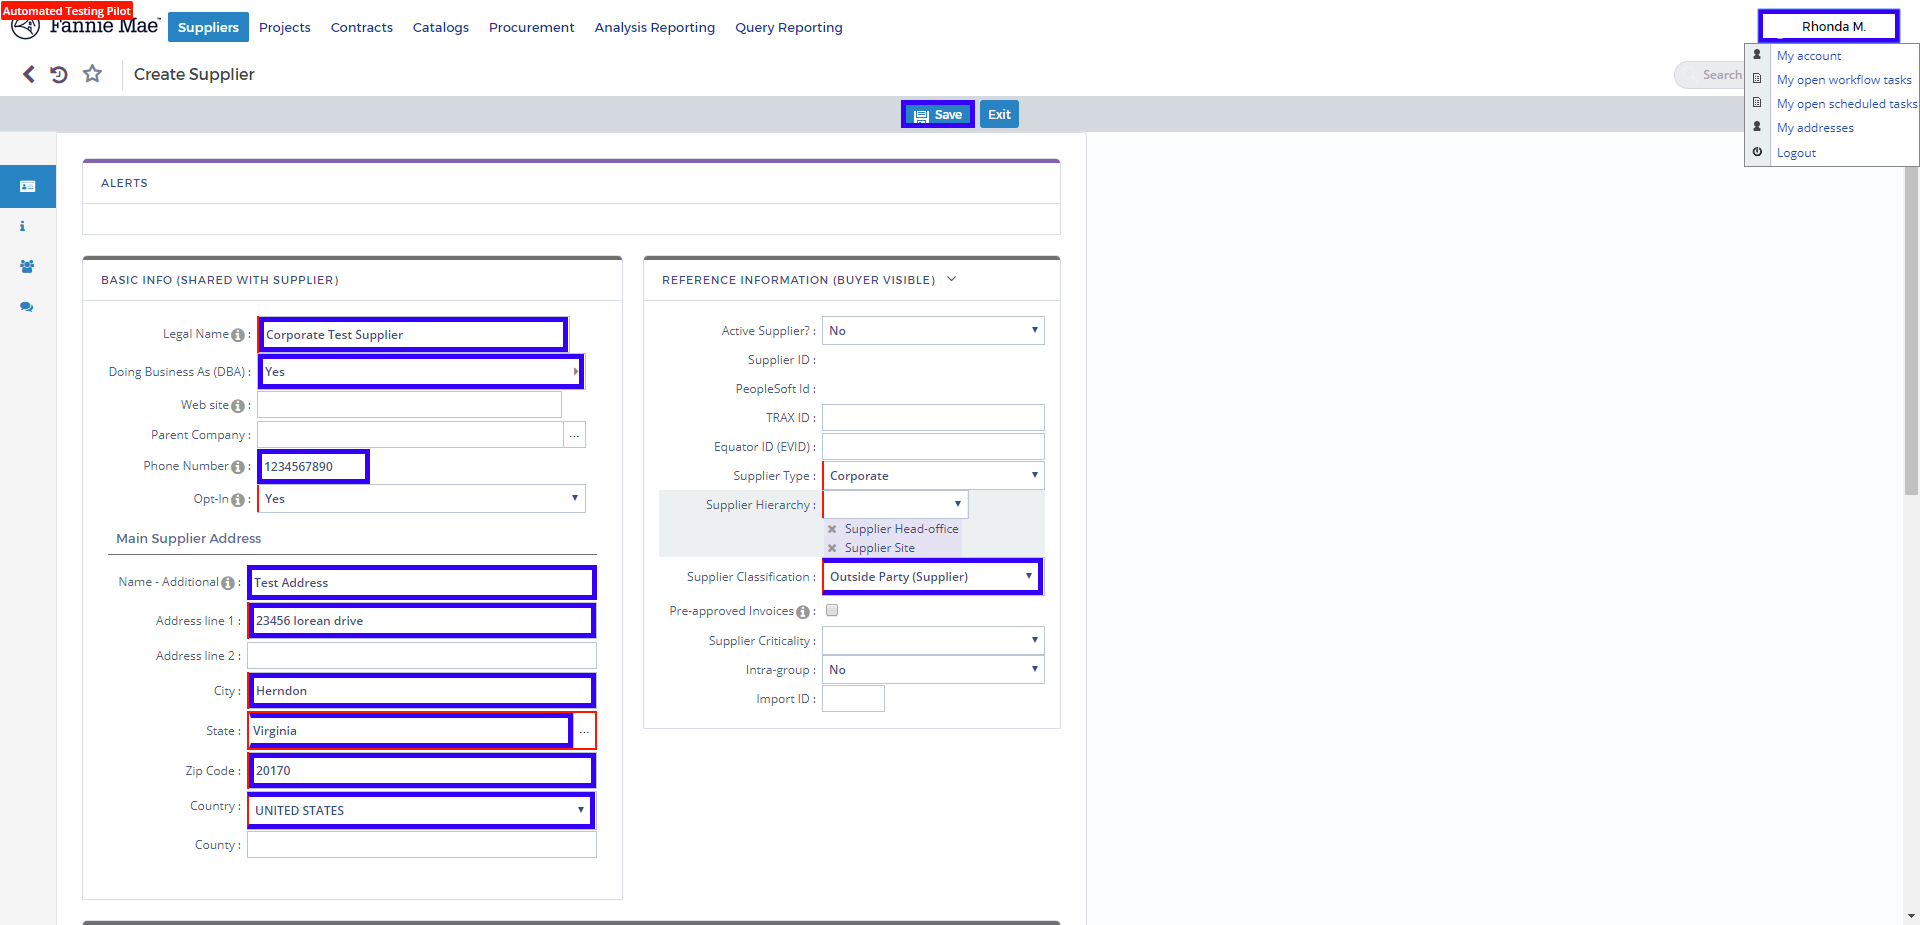 Automated Testing Pilot
Fannie Mae
Suppliers Projects Contracts Catalogs Procurement Analysis Reporting Query Reporting
Rhonda M.
My account
My open workflow tasks
My open scheduled tasks
My addresses
Logout
Create Supplier
Search
Save Exit
ALERTS
BASIC INFO (SHARED WITH SUPPLIER)
Legal Name : Corporate Test Supplier
Doing Business As (DBA) : Yes
Web site :
Parent Company : ...
Phone Number : 1234567890
Opt-In : Yes
Main Supplier Address
Name - Additional : Test Address
Address line 1 : 23456 lorean drive
Address line 2 :
City : Herndon
State : Virginia ...
Zip Code : 20170
Country : UNITED STATES
County :
REFERENCE INFORMATION (BUYER VISIBLE)
Active Supplier? : No
Supplier ID :
PeopleSoft Id :
TRAX ID :
Equator ID (EVID) :
Supplier Type : Corporate
Supplier Hierarchy :
Supplier Head-office
Supplier Site
Supplier Classification : Outside Party (Supplier)
Pre-approved Invoices :
Supplier Criticality :
Intra-group : No
Import ID :